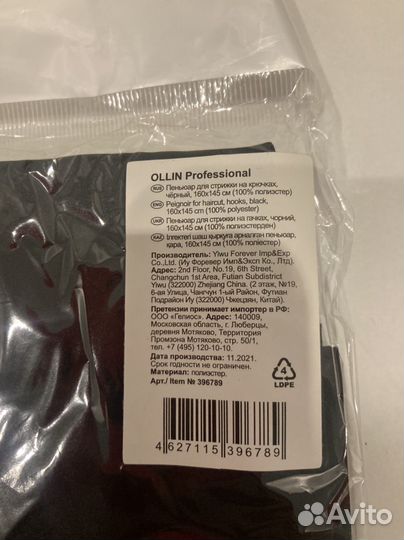 OLLIN Professional
RUS Пеньюар для стрижки на крючках,
чёрный, 160х145 см (100% полиэстер)
ENG Peignoir for haircut, hooks, black,
160x145 cm (100% polyester)
UKR Пеньюар для стрижки на гачках, чорний,
160х145 см (100% поліестер)
KAZ Ілгектегі шаш қырқуға арналған пеньюар,
қара, 160х145 см (100% полиэстер)
Производитель: Yiwu Forever Imp&Exp
Co.,Ltd. (Иу Форевер Имп&Эксп Ко., Лтд).
Адрес: 2nd Floor, No.19, 6th Street,
Changchun 1st Area, Futian Subdistrict
Yiwu (322000) Zhejiang China. (2 этаж, №19,
6-ая Улица, Чангчун 1-ый Район, Футиан
Подрайон Иу (322000) Чжецзян, Китай).
Претензии принимает импортер в РФ:
ООО «Гелиос». Адрес: 140009,
Московская область, г. Люберцы,
деревня Мотяково, Территория
Промзона Мотяково, стр. 50/1,
тел. +7 (495) 120-10-10.
Дата производства: 11.2021.
Срок годности не ограничен.
Материал: полиэстер.
Арт./ Item № 396789
4
LDPE
4 627115 396789
Avito